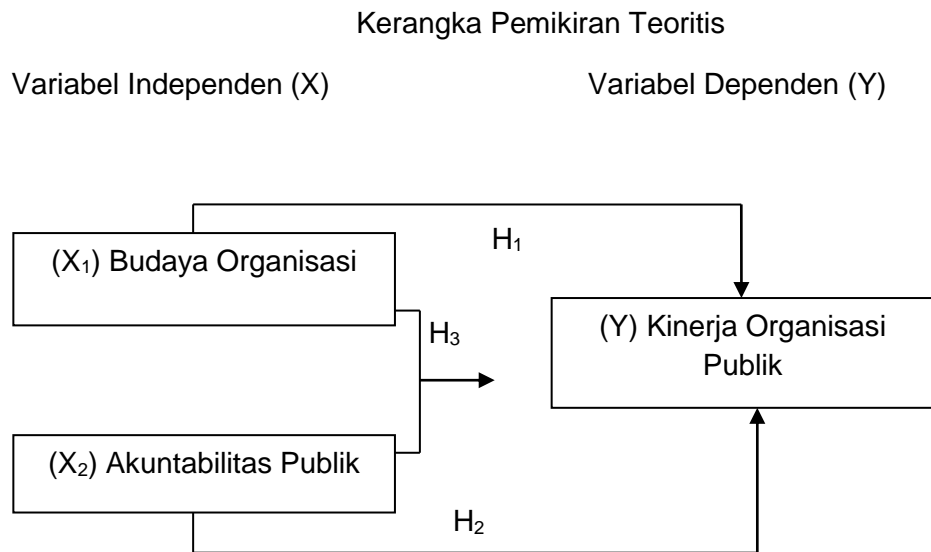 Kerangka Pemikiran Teoritis
Variabel Independen (X)
Variabel Dependen (Y)
H₁
(X₁) Budaya Organisasi
H₃
(Y) Kinerja Organisasi
Publik
(X₂) Akuntabilitas Publik
H₂